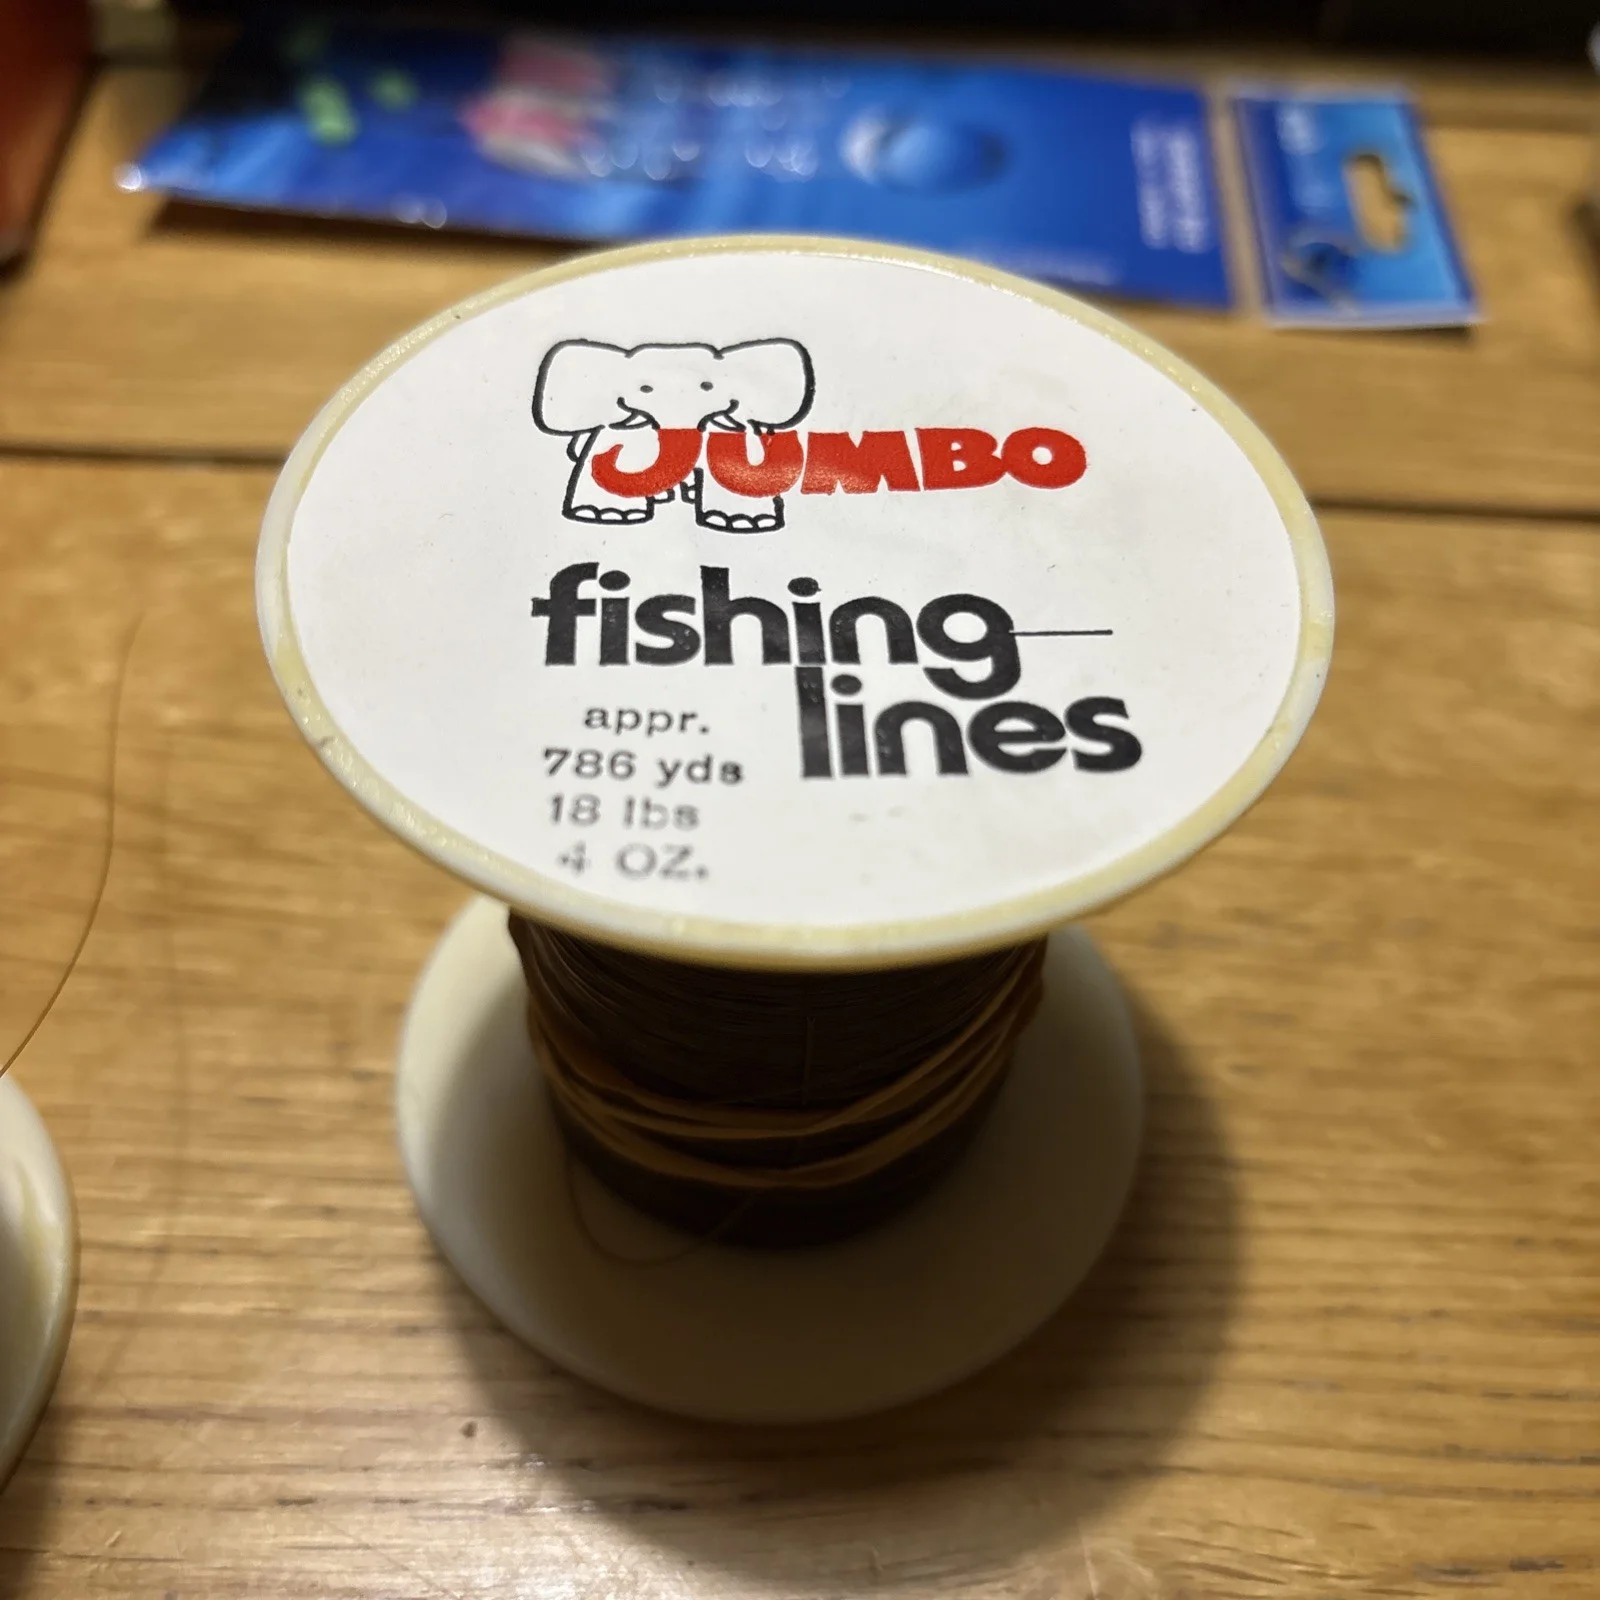 JUMBO
fishing
lines
appr.
786 yds
18 lbs
4 OZ.